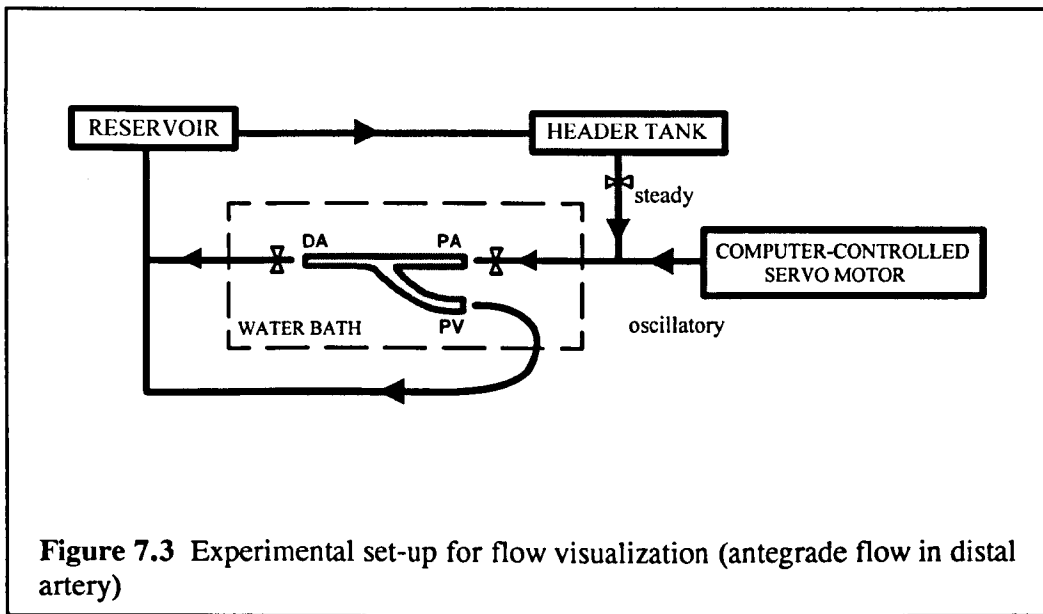 RESERVOIR
HEADER TANK
steady
DA
PA
COMPUTER-CONTROLLED
SERVO MOTOR
WATER BATH
PV
oscillatory
Figure 7.3 Experimental set-up for flow visualization (antegrade flow in distal
artery)